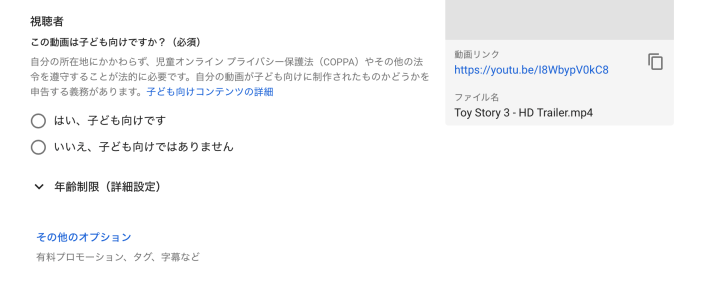 視聴者
この動画は子ども向けですか？（必須）
自分の所在地にかかわらず、児童オンライン プライバシー保護法（COPPA）やその他の法
令を遵守することが法的に必要です。自分の動画が子ども向けに制作されたものかどうかを
申告する義務があります。子ども向けコンテンツの詳細
はい、子ども向けです
いいえ、子ども向けではありません
年齢制限（詳細設定）
その他のオプション
有料プロモーション、タグ、字幕など
動画リンク
https://youtu.be/I8WbypV0kC8
ファイル名
Toy Story 3 - HD Trailer.mp4